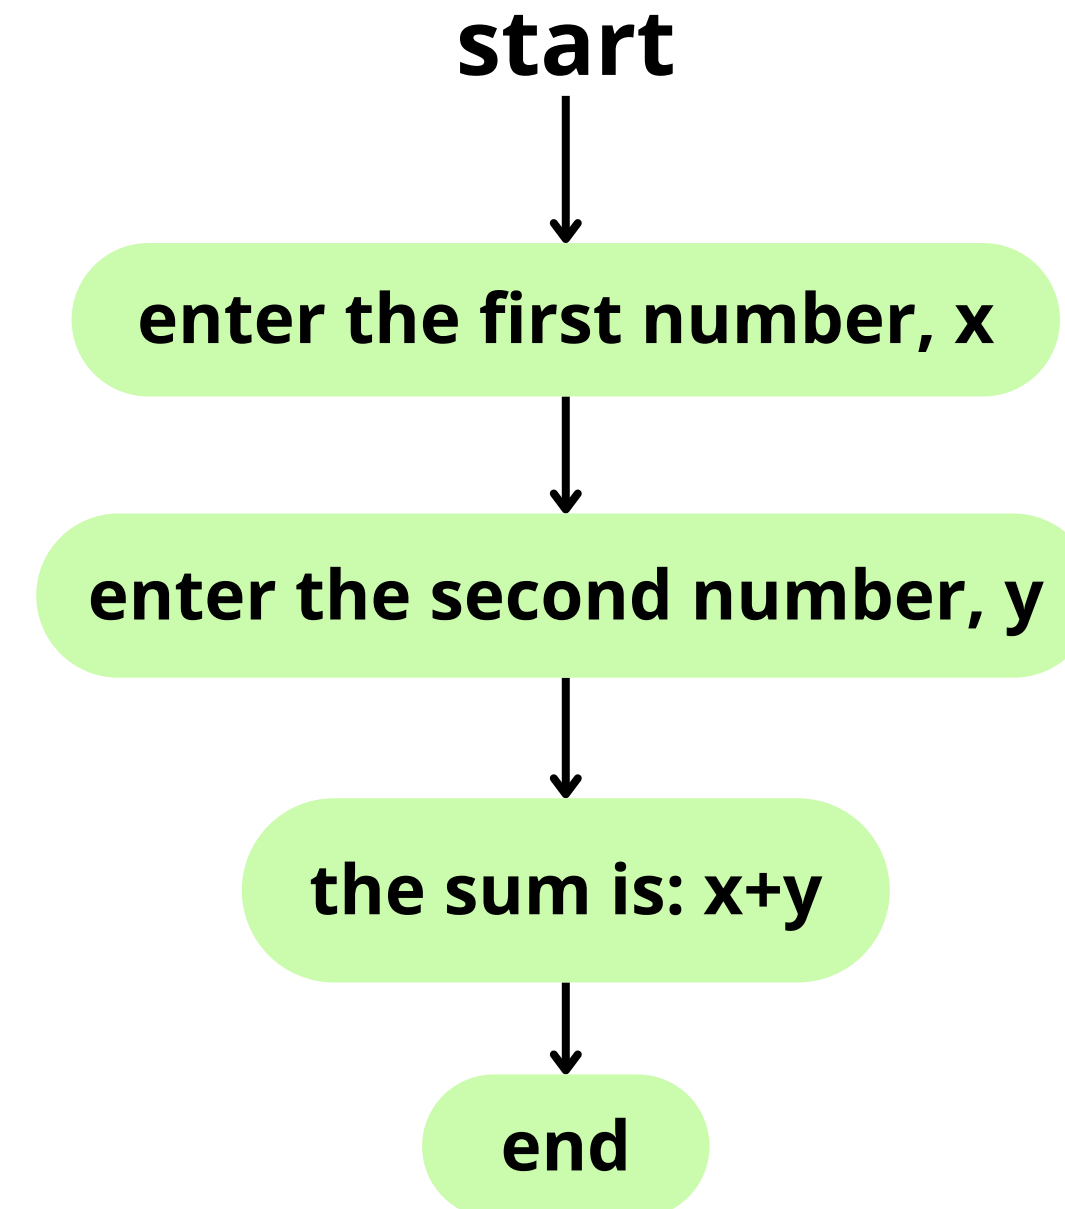 start
enter the first number, x
enter the second number, y
the sum is: x+y
end